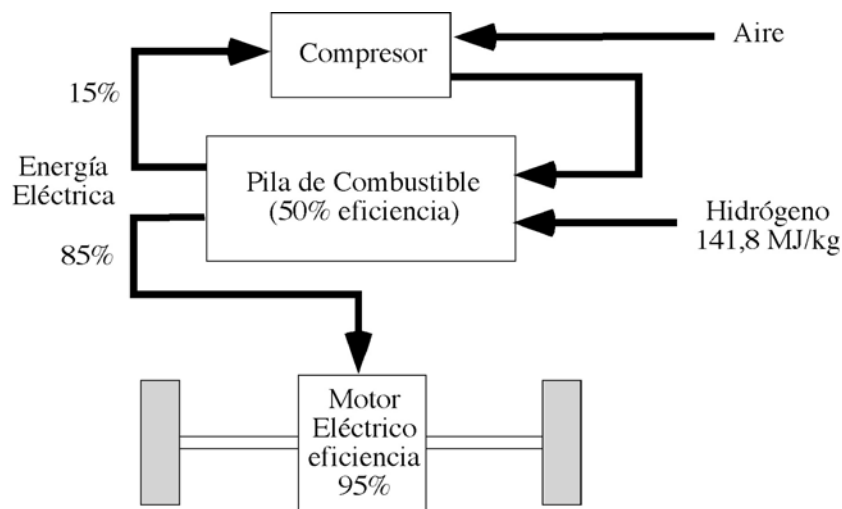 Compresor
Aire
15%
Energía
Eléctrica
Pila de Combustible
(50% eficiencia)
Hidrógeno
141,8 MJ/kg
85%
Motor
Eléctrico
eficiencia
95%